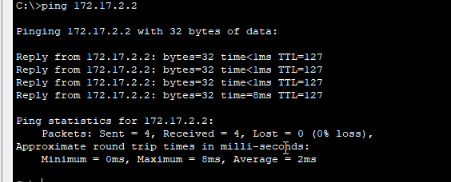 C:\>ping 172.17.2.2
Pinging 172.17.2.2 with 32 bytes of data:
Reply from 172.17.2.2: bytes=32 time<1ms TTL=127
Reply from 172.17.2.2: bytes=32 time<1ms TTL=127
Reply from 172.17.2.2: bytes=32 time<1ms TTL=127
Reply from 172.17.2.2: bytes=32 time=8ms TTL=127
Ping statistics for 172.17.2.2:
Packets: Sent = 4, Received = 4, Lost = 0 (0% loss),
Approximate round trip times in milli-seconds:
Minimum = 0ms, Maximum = 8ms, Average = 2ms